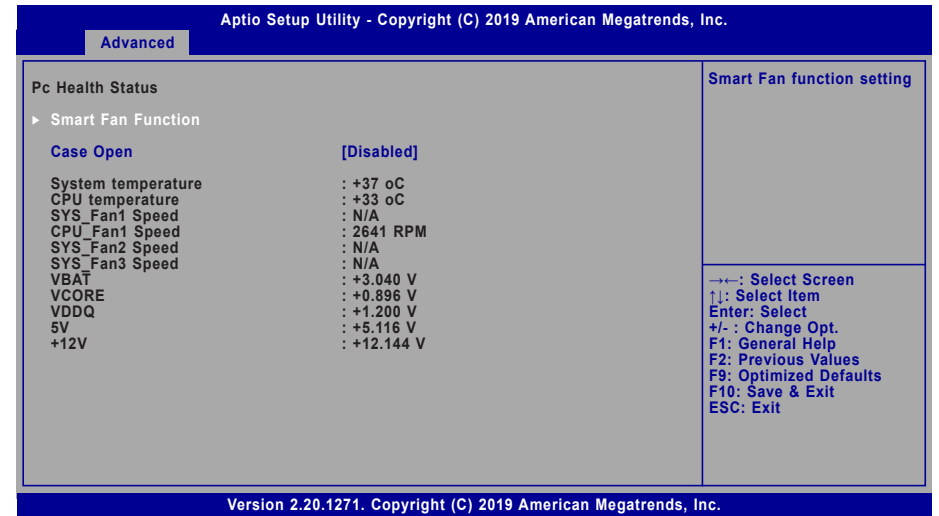 Aptio Setup Utility - Copyright (C) 2019 American Megatrends, Inc.
Advanced
Pc Health Status
▶ Smart Fan Function
Case Open [Disabled]
System temperature : +37 oC
CPU temperature : +33 oC
SYS_Fan1 Speed : N/A
CPU_Fan1 Speed : 2641 RPM
SYS_Fan2 Speed : N/A
SYS_Fan3 Speed : N/A
VBAT : +3.040 V
VCORE : +0.896 V
VDDQ : +1.200 V
5V : +5.116 V
+12V : +12.144 V
Smart Fan function setting
→←: Select Screen
↑↓: Select Item
Enter: Select
+/- : Change Opt.
F1: General Help
F2: Previous Values
F9: Optimized Defaults
F10: Save & Exit
ESC: Exit
Version 2.20.1271. Copyright (C) 2019 American Megatrends, Inc.